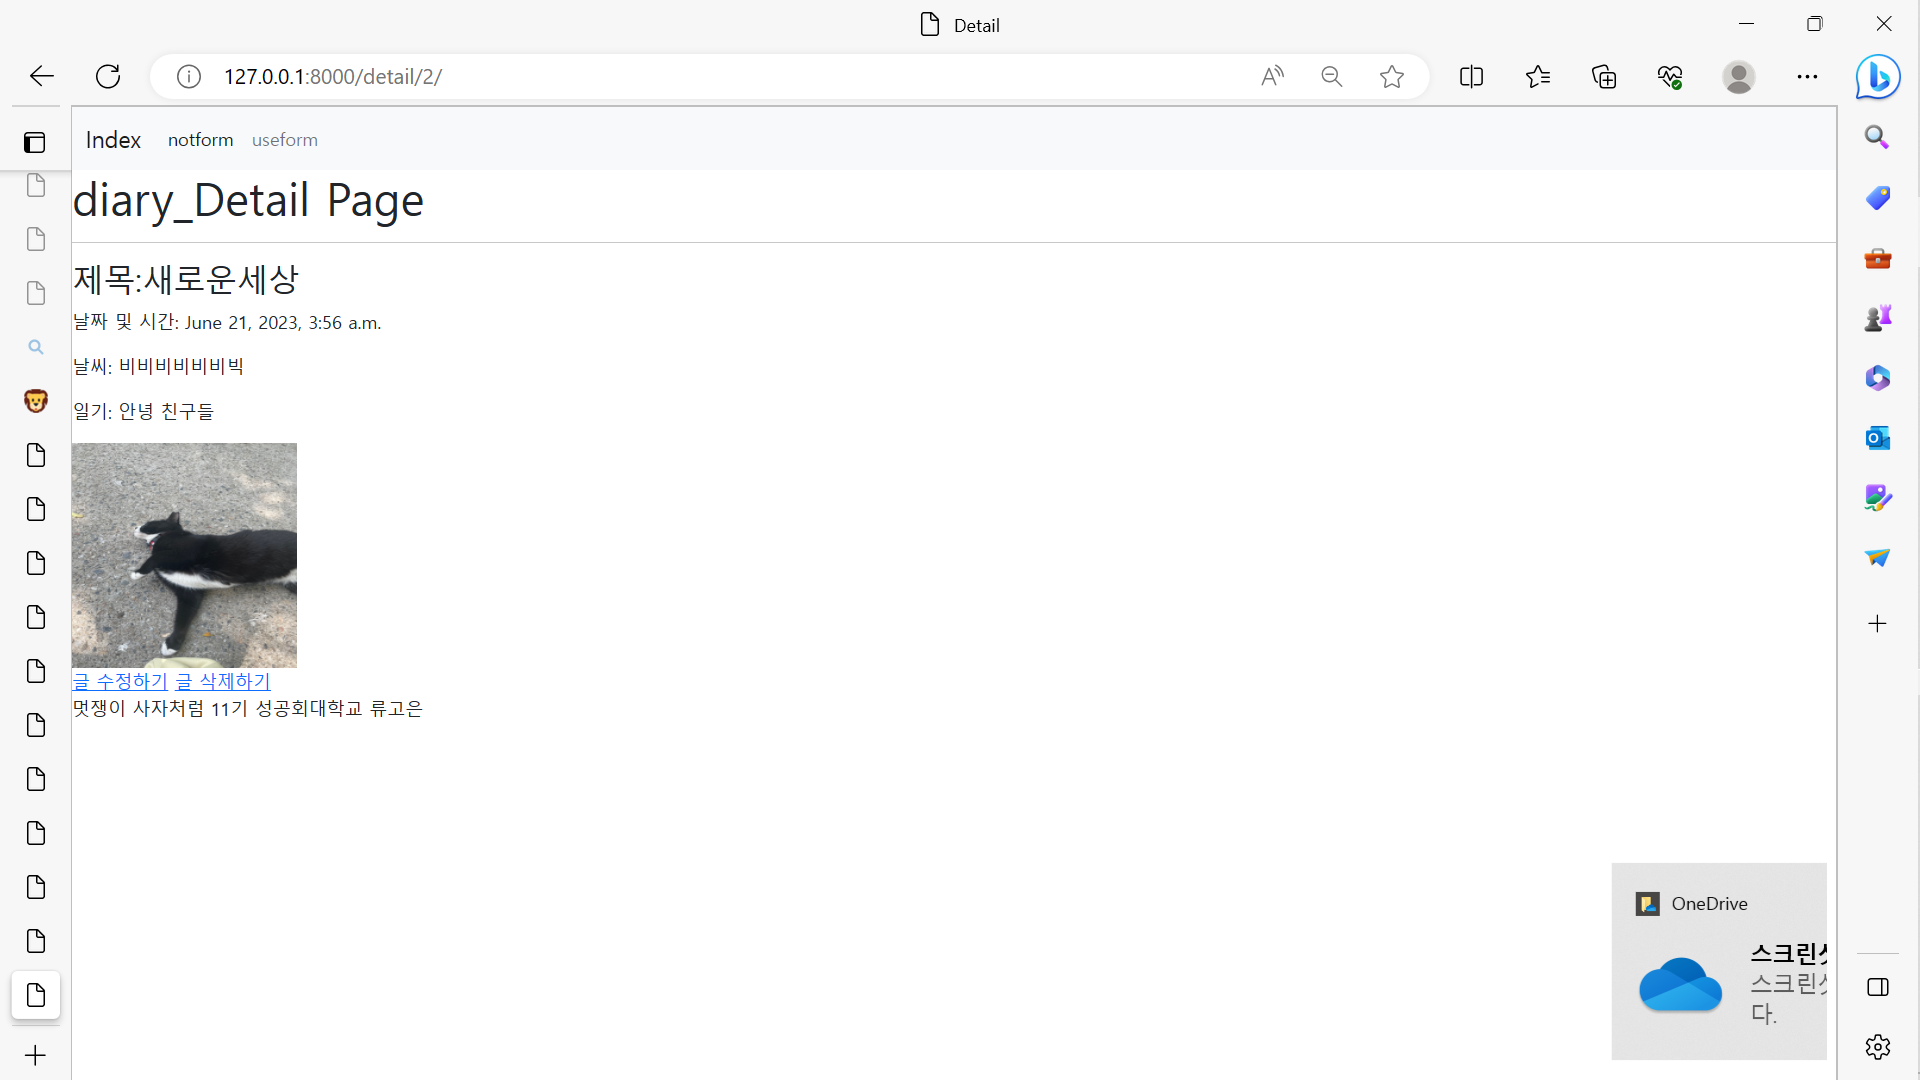 Detail
127.0.0.1:8000/detail/2/
Index notform useform
diary_Detail Page
제목:새로운세상
날짜 및 시간: June 21, 2023, 3:56 a.m.
날씨: 비비비비비비빅
일기: 안녕 친구들
글 수정하기 글 삭제하기
멋쟁이 사자처럼 11기 성공회대학교 류고은
OneDrive
스크린
스크린
다.